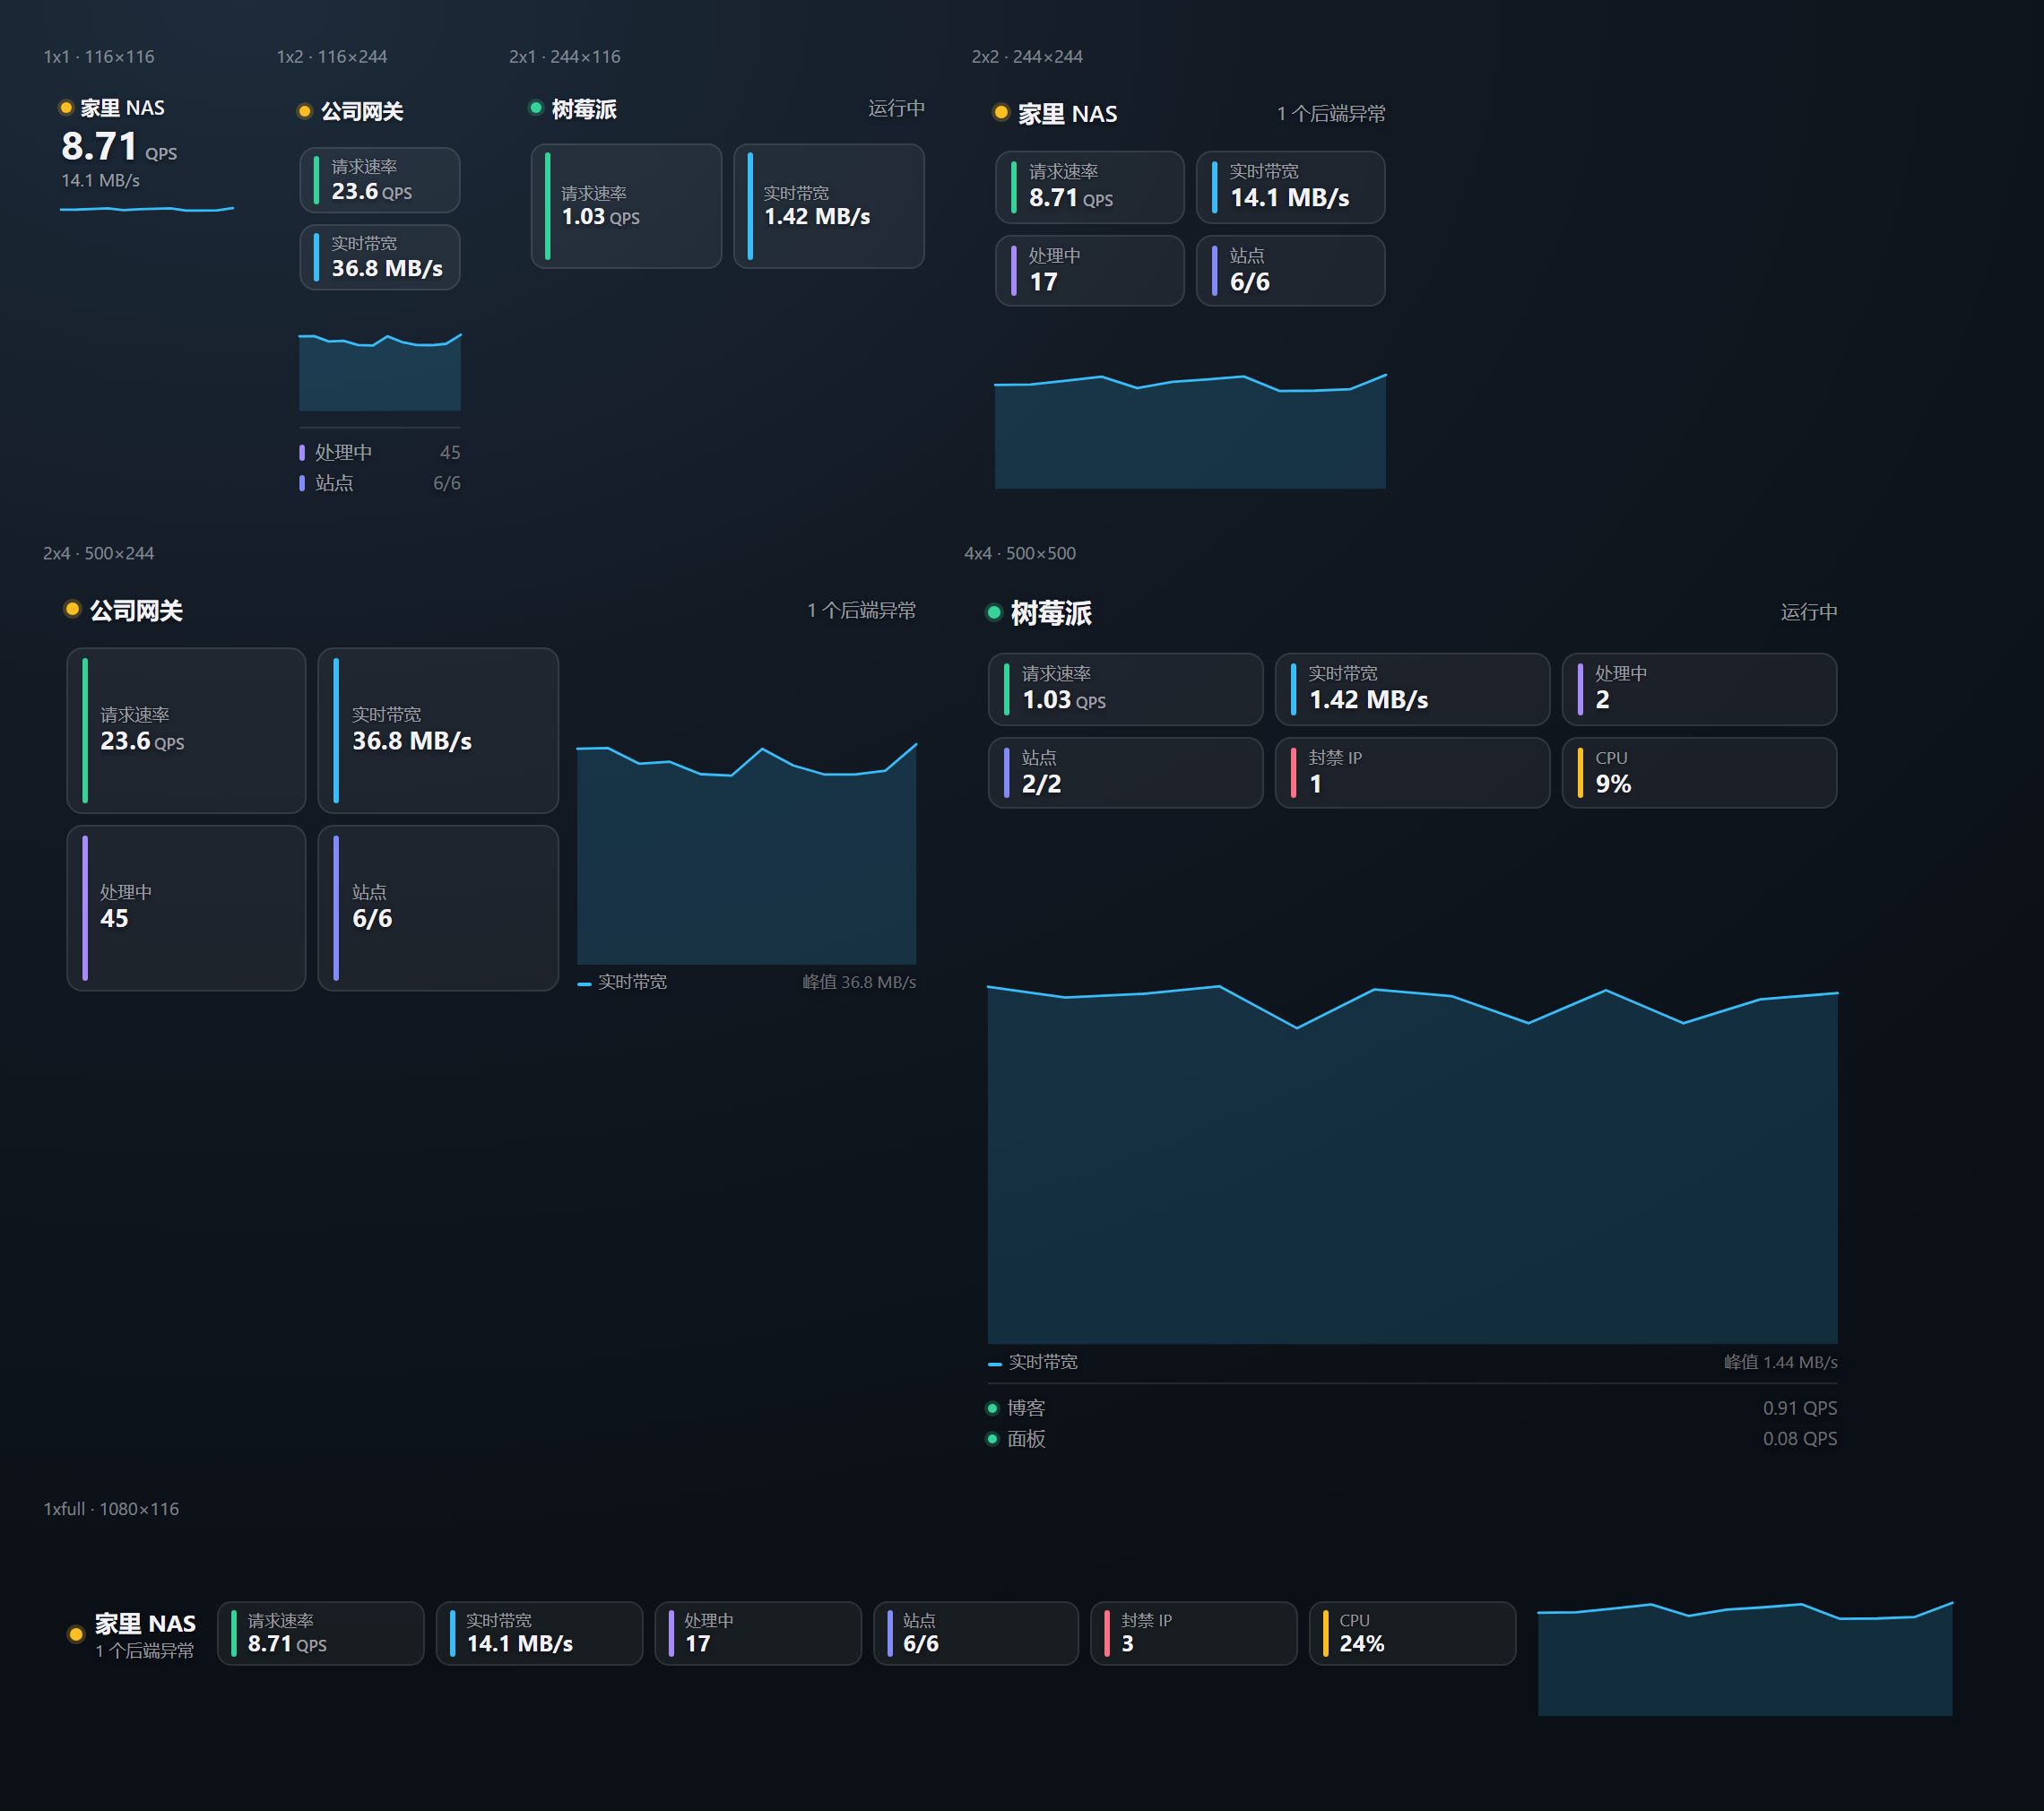 1x1 · 116×116
家里 NAS
8.71 QPS
14.1 MB/s
1x2 · 116×244
公司网关
请求速率
23.6 QPS
实时带宽
36.8 MB/s
处理中 45
站点 6/6
2x1 · 244×116
树莓派 运行中
请求速率
1.03 QPS
实时带宽
1.42 MB/s
2x2 · 244×244
家里 NAS 1 个后端异常
请求速率
8.71 QPS
实时带宽
14.1 MB/s
处理中
17
站点
6/6
2x4 · 500×244
公司网关 1 个后端异常
请求速率
23.6 QPS
实时带宽
36.8 MB/s
处理中
45
站点
6/6
实时带宽 峰值 36.8 MB/s
4x4 · 500×500
树莓派 运行中
请求速率
1.03 QPS
实时带宽
1.42 MB/s
处理中
2
站点
2/2
封禁 IP
1
CPU
9%
实时带宽 峰值 1.44 MB/s
博客 0.91 QPS
面板 0.08 QPS
1xfull · 1080×116
家里 NAS
1 个后端异常
请求速率
8.71 QPS
实时带宽
14.1 MB/s
处理中
17
站点
6/6
封禁 IP
3
CPU
24%